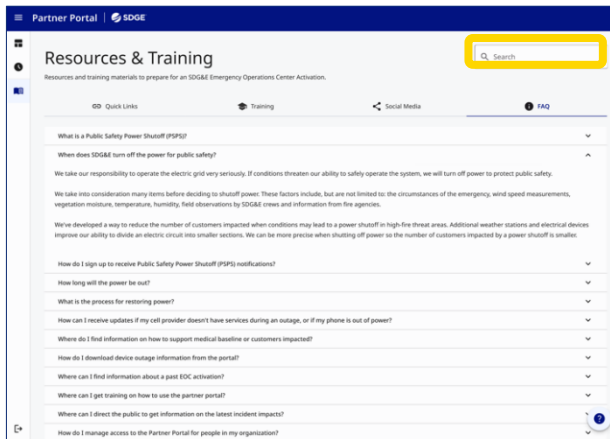 Partner Portal SDGE
Resources & Training
Search
Resources and training materials to prepare for an SDG&E Emergency Operations Center Activation.
Quick Links Training Social Media FAQ
What is a Public Safety Power Shutoff (PSPS)?
When does SDG&E turn off the power for public safety?
We take our responsibility to operate the electric grid very seriously. If conditions threaten our ability to safely operate the system, we will turn off power to protect public safety.
We take into consideration many items before deciding to shutoff power. These factors include, but are not limited to: the circumstances of the emergency, wind speed measurements,
vegetation moisture, temperature, humidity, field observations by SDG&E crews and information from fire agencies.
We've developed a way to reduce the number of customers impacted when conditions may lead to a power shutoff in high-fire threat areas. Additional weather stations and electrical devices
improve our ability to divide an electric circuit into smaller sections. We can be more precise when shutting off power so the number of customers impacted by a power shutoff is smaller.
How do I sign up to receive Public Safety Power Shutoff (PSPS) notifications?
How long will the power be out?
What is the process for restoring power?
How can I receive updates if my cell provider doesn't have services during an outage, or if my phone is out of power?
Where do I find information on how to support medical baseline or customers impacted?
How do I download device outage information from the portal?
Where can I find information about a past EOC activation?
Where can I get training on how to use the partner portal?
Where can I direct the public to get information on the latest incident impacts?
How do I manage access to the Partner Portal for people in my organization?